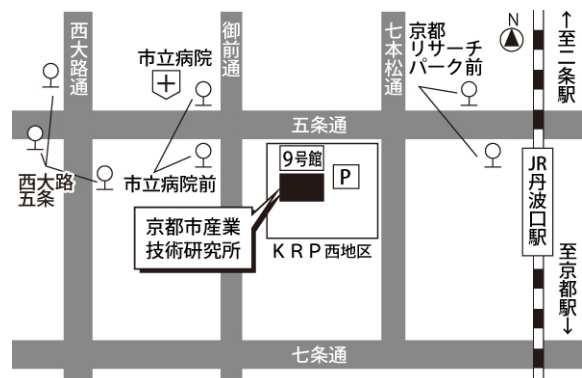 西大路通
市立病院
御前通
七本松通
京都
リサーチ
パーク前
N
↑至二条駅
五条通
西大路
五条
市立病院前
9号館
P
JR丹波口駅
京都市産業
技術研究所
KRP西地区
至京都駅↓
七条通